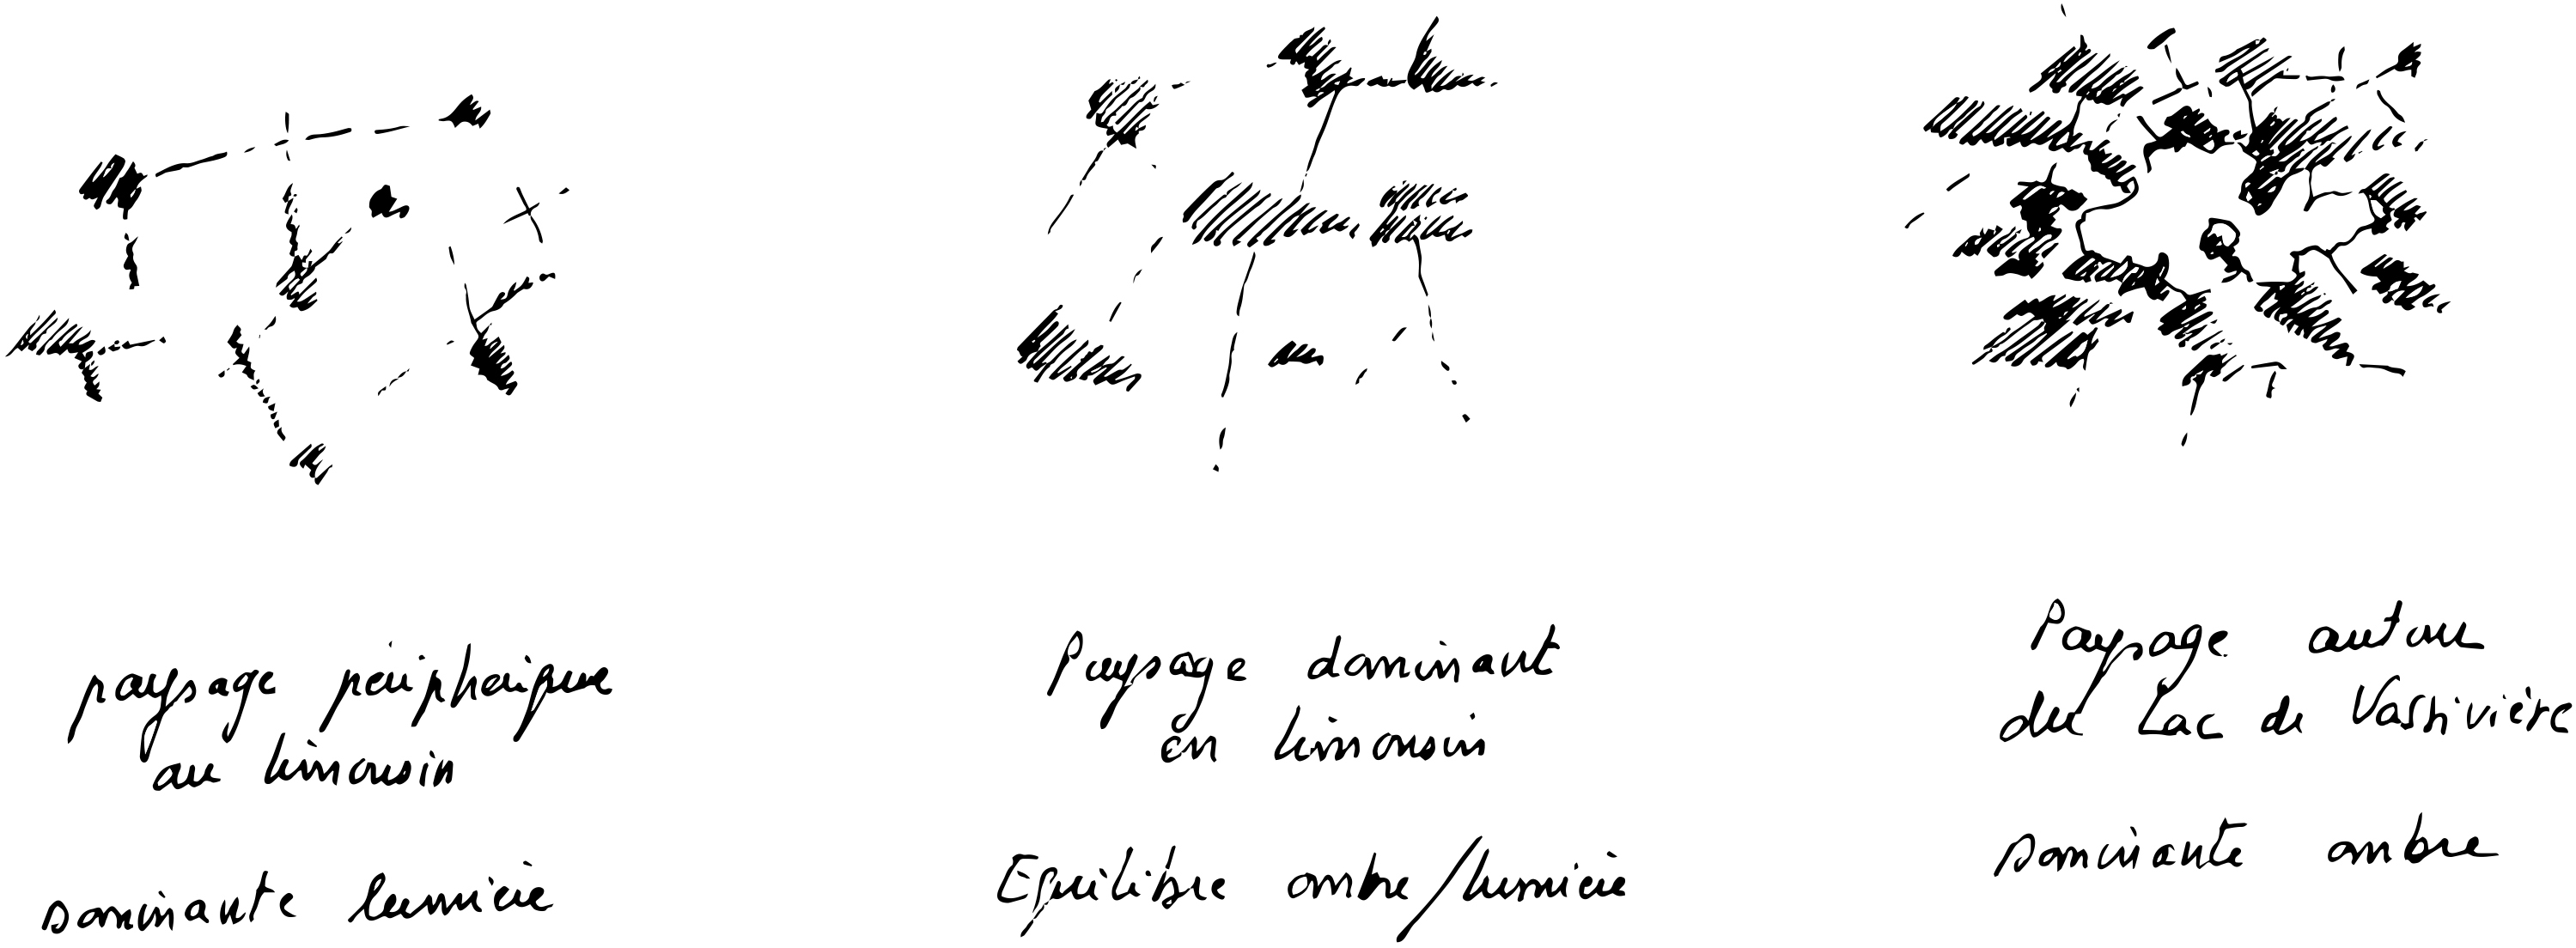 paysage périphérique
au limousin
dominante lumière
Paysage dominant
en limousin
Equilibre ombre/lumière
Paysage autour
du Lac de Vassivière
dominante ombre